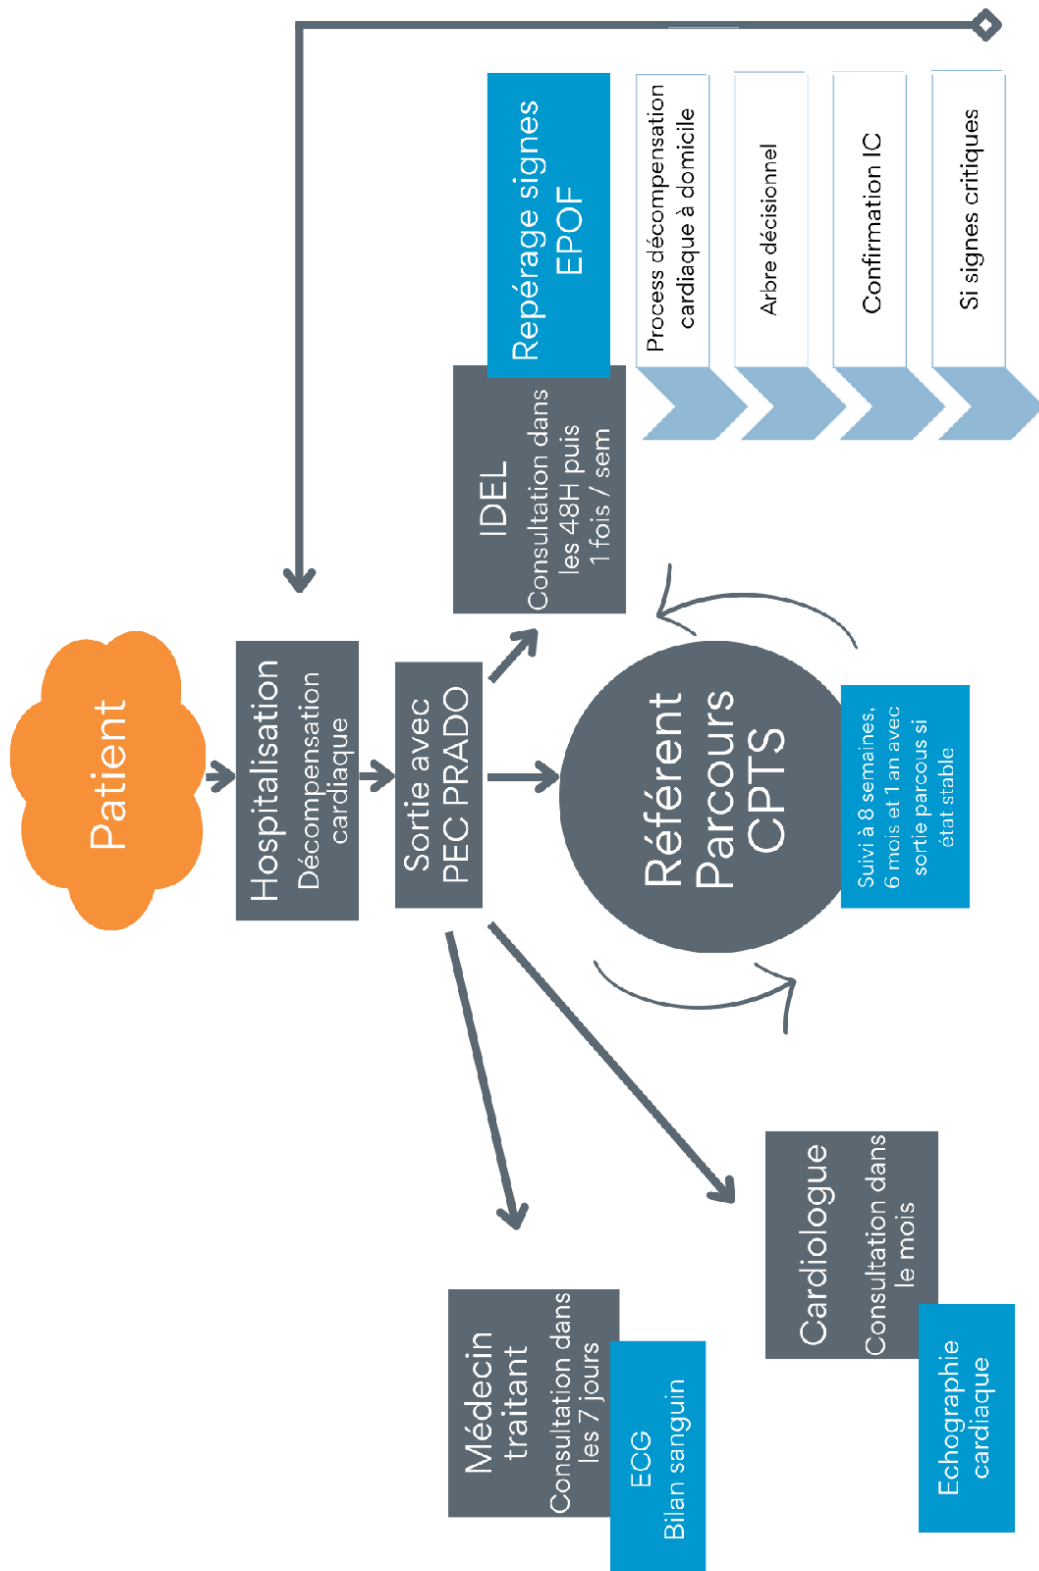 Patient
Hospitalisation
Décompensation
cardiaque
Sortie avec
PEC PRADO
Médecin
traitant
Consultation dans
les 7 jours
ECG
Bilan sanguin
Cardiologue
Consultation dans
le mois
Echographie
cardiaque
Référent
Parcours
CPTS
Suivi à 8 semaines,
6 mois et 1 an avec
sortie parcous si
état stable
IDEL
Consultation dans
les 48H puis
1 fois / sem
Repérage signes
EPOF
Process décompensation
cardiaque à domicile
Arbre décisionnel
Confirmation IC
Si signes critiques